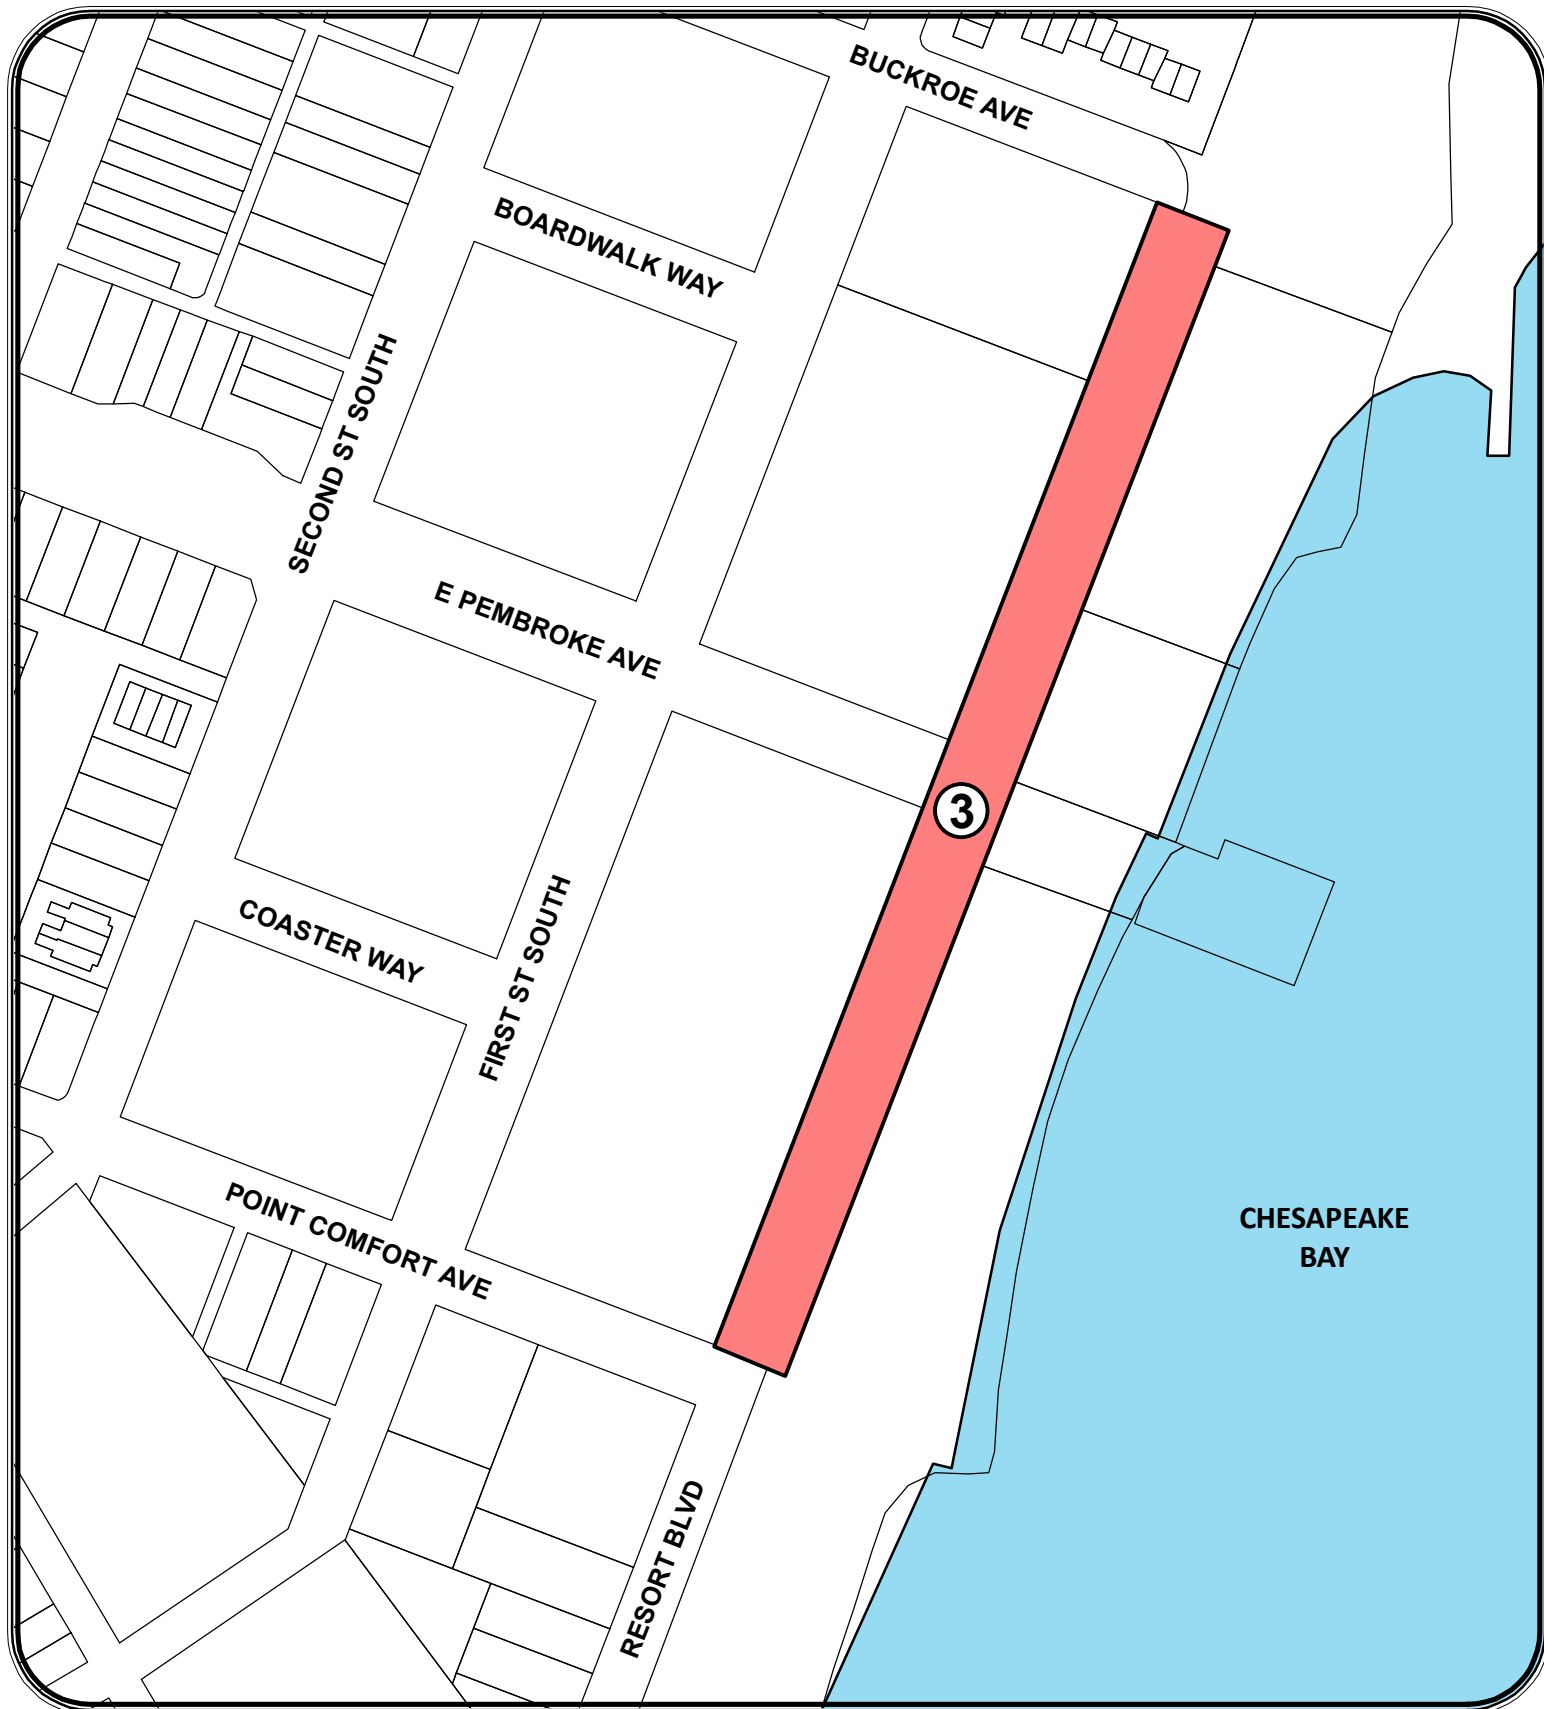 BUCKROE AVE
BOARDWALK WAY
SECOND ST SOUTH
E PEMBROKE AVE
3
COASTER WAY
FIRST ST SOUTH
POINT COMFORT AVE
CHESAPEAKE
BAY
RESORT BLVD